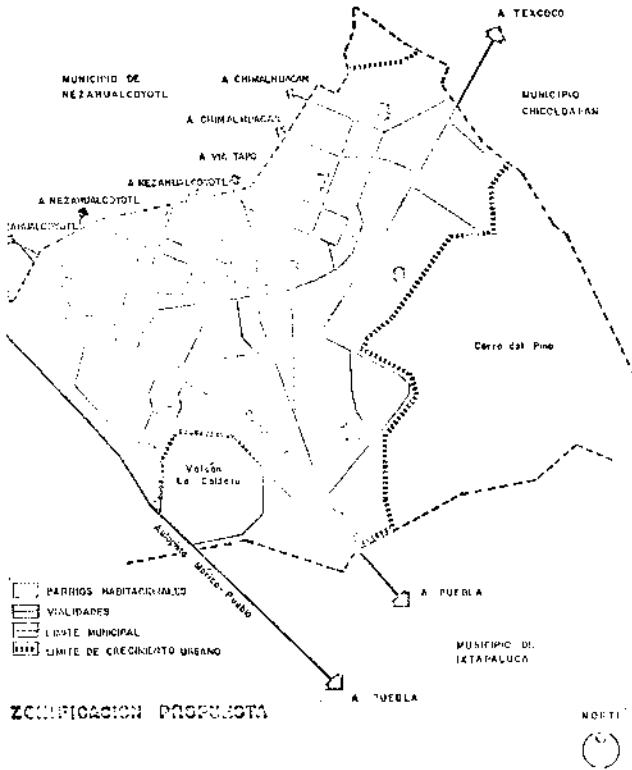 A TEXCOCO
MUNICIPIO DE
NEZAHUALCOYOTL
A CHIMALHUACAN
MUNICIPIO
CHICOLOAPAN
A CHIMALHUACAN
A VIA TAPO
A NEZAHUALCOYOTL
A NEZAHUALCOYOTL
ZAHUALCOYOTL
Cerro del Pino
Volcán
La Caldera
Autopista México - Puebla
BARRIOS HABITACIONALES
VIALIDADES
LIMITE MUNICIPAL
LIMITE DE CRECIMIENTO URBANO
A PUEBLA
MUNICIPIO DE
IXTAPALUCA
A PUEBLA
ZONIFICACION PROPUESTA
NORTE